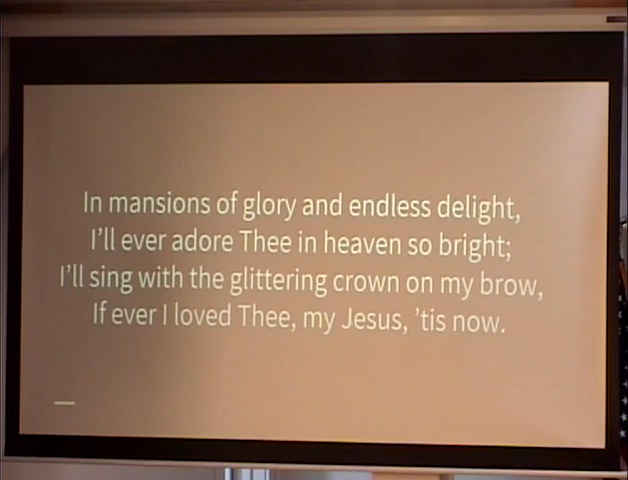 In mansions of glory and endless delight,
I'll ever adore Thee in heaven so bright;
I'll sing with the glittering crown on my brow,
If ever I loved Thee, my Jesus, 'tis now.